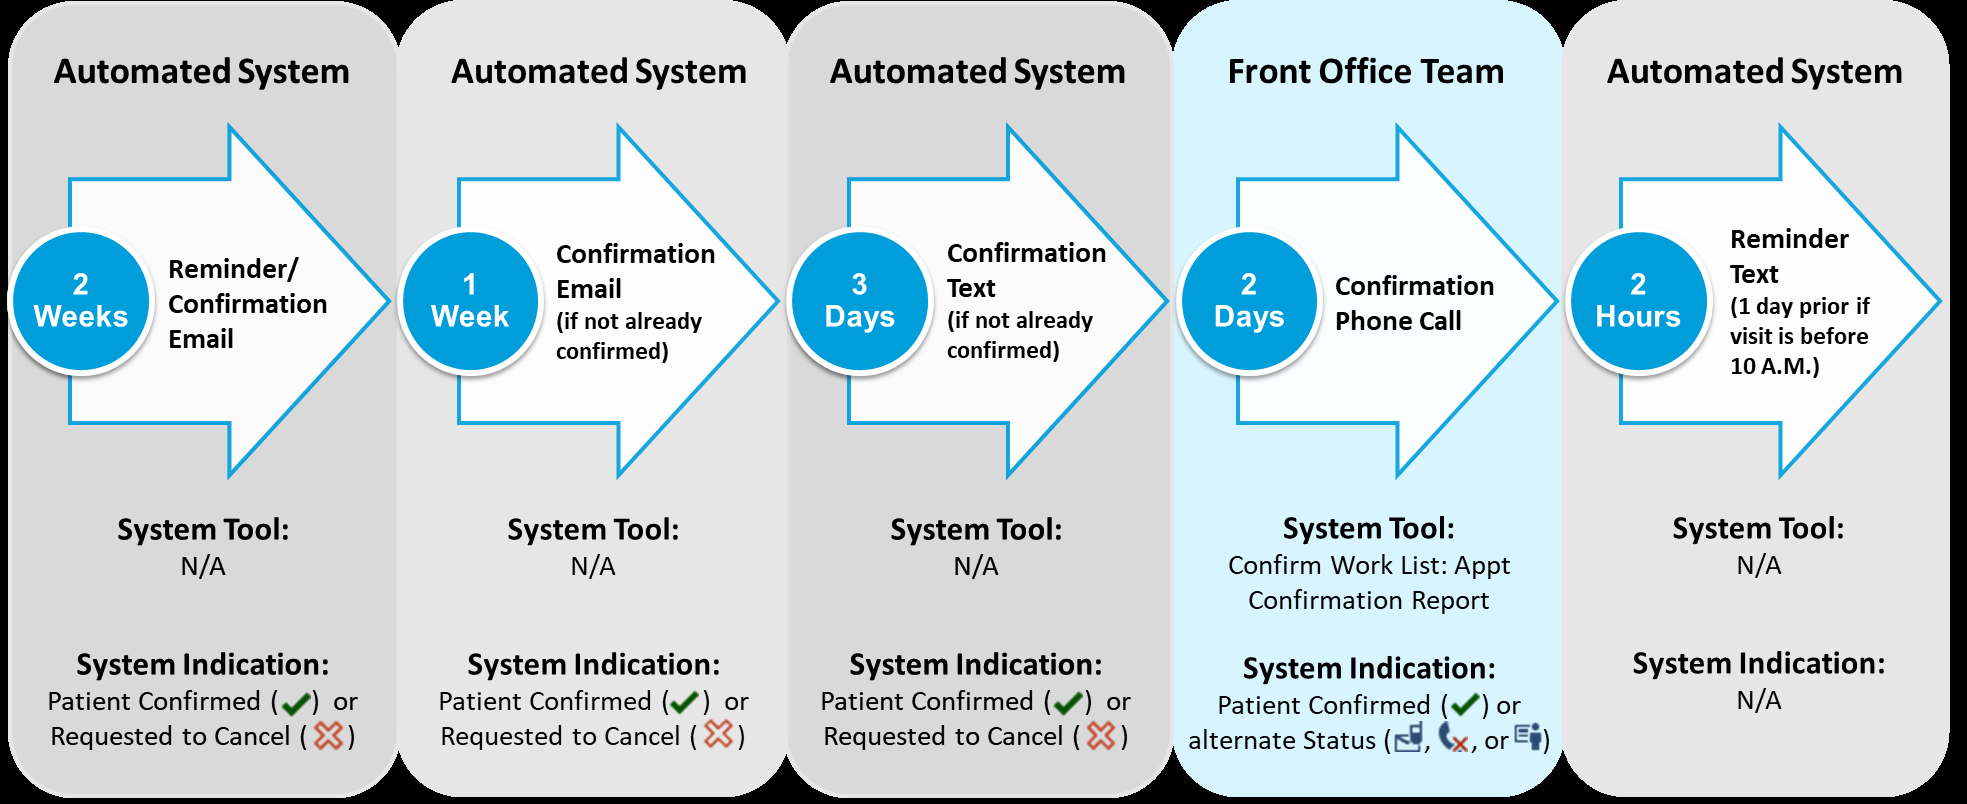 Automated System
2
Weeks
Reminder/
Confirmation
Email
System Tool:
N/A
System Indication:
Patient Confirmed ( ) or
Requested to Cancel ( )
Automated System
1
Week
Confirmation
Email
(if not already
confirmed)
System Tool:
N/A
System Indication:
Patient Confirmed ( ) or
Requested to Cancel ( )
Automated System
3
Days
Confirmation
Text
(if not already
confirmed)
System Tool:
N/A
System Indication:
Patient Confirmed ( ) or
Requested to Cancel ( )
Front Office Team
2
Days
Confirmation
Phone Call
System Tool:
Confirm Work List: Appt
Confirmation Report
System Indication:
Patient Confirmed ( ) or
alternate Status ( , , or )
Automated System
2
Hours
Reminder
Text
(1 day prior if
visit is before
10 A.M.)
System Tool:
N/A
System Indication:
N/A